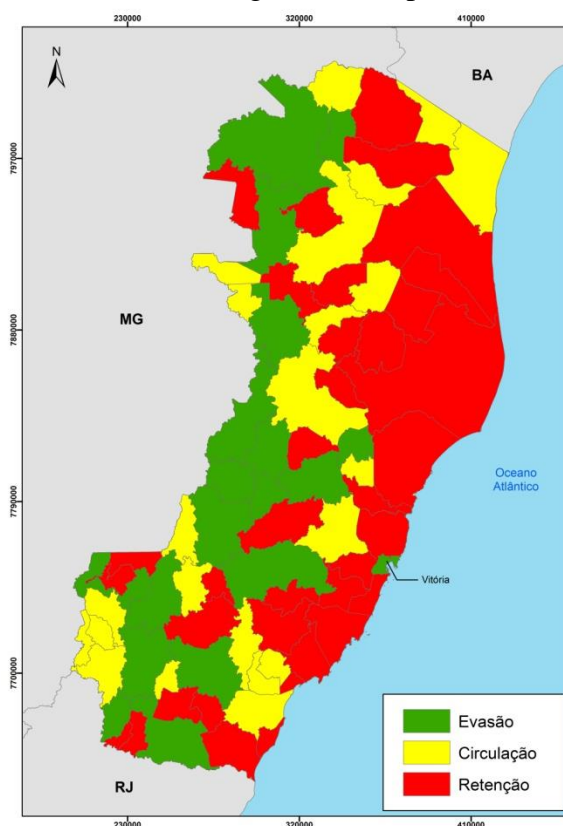 230000 320000 410000
N
BA
7970000
MG
7880000
Oceano
Atlântico
7790000
Vitória
7700000
Evasão
Circulação
Retenção
RJ
230000 320000 410000